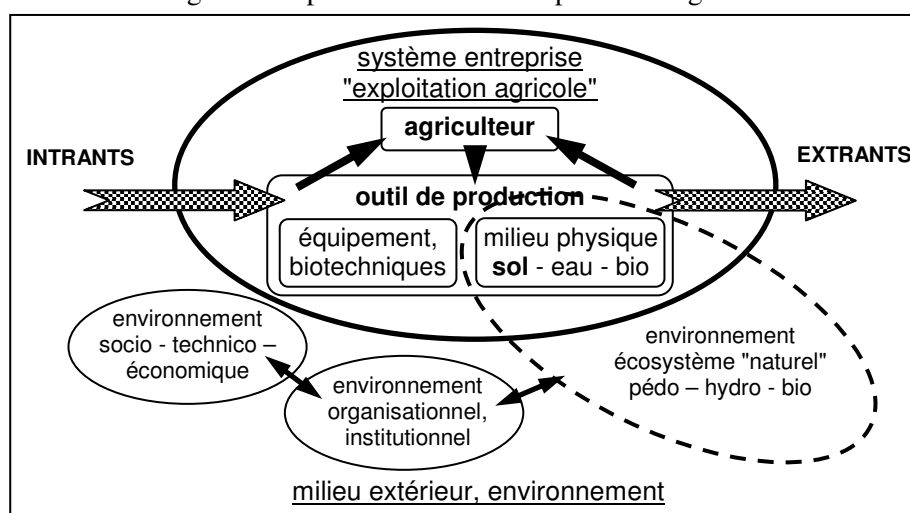 système entreprise
"exploitation agricole"
agriculteur
INTRANTS
EXTRANTS
outil de production
équipement,
biotechniques
milieu physique
sol - eau - bio
environnement
socio - technico –
économique
environnement
organisationnel,
institutionnel
environnement
écosystème "naturel"
pédo – hydro - bio
milieu extérieur, environnement